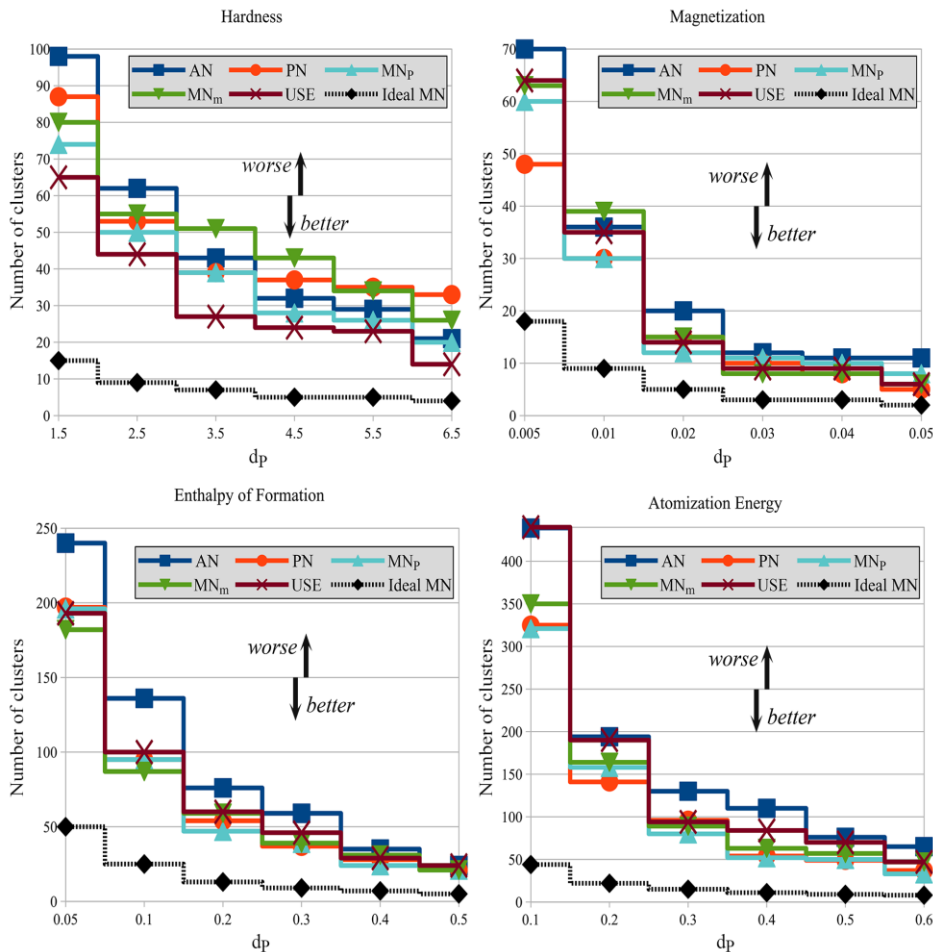 Hardness
100
90
80
70
60
50
40
30
20
10
0
Number of clusters
AN PN MNP
MNm USE Ideal MN
worse
better
1.5 2.5 3.5 4.5 5.5 6.5
dP
Magnetization
70
60
50
40
30
20
10
0
Number of clusters
AN PN MNP
MNm USE Ideal MN
worse
better
0.005 0.01 0.02 0.03 0.04 0.05
dP
Enthalpy of Formation
250
200
150
100
50
0
Number of clusters
AN PN MNP
MNm USE Ideal MN
worse
better
0.05 0.1 0.2 0.3 0.4 0.5
dP
Atomization Energy
400
350
300
250
200
150
100
50
0
Number of clusters
AN PN MNP
MNm USE Ideal MN
worse
better
0.1 0.2 0.3 0.4 0.5 0.6
dP